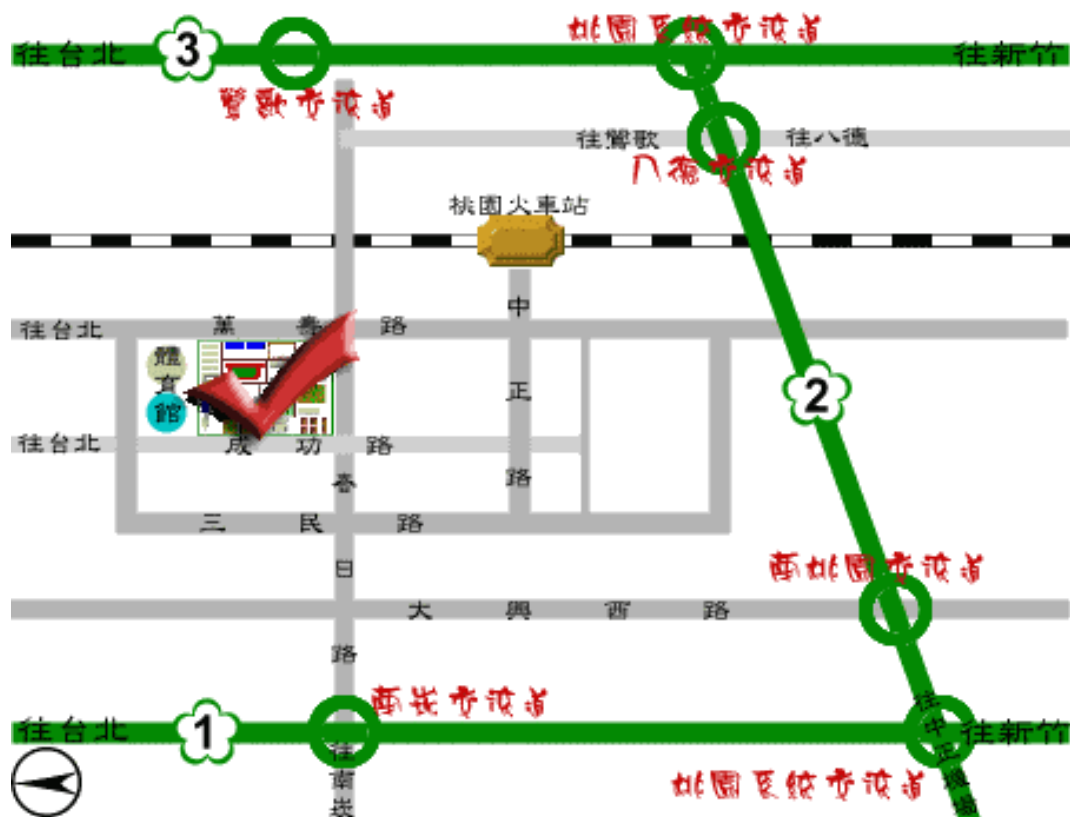 桃園系統交流道
往台北
3
往新竹
鶯歌交流道
往鶯歌
往八德
八德交流道
桃園火車站
中正路
往台北
萬壽路
體育館
2
往台北
成功路
春日路
三民路
南桃園交流道
大興西路
南崁交流道
往台北
1
往新竹
往中正機場
往南崁
桃園系統交流道